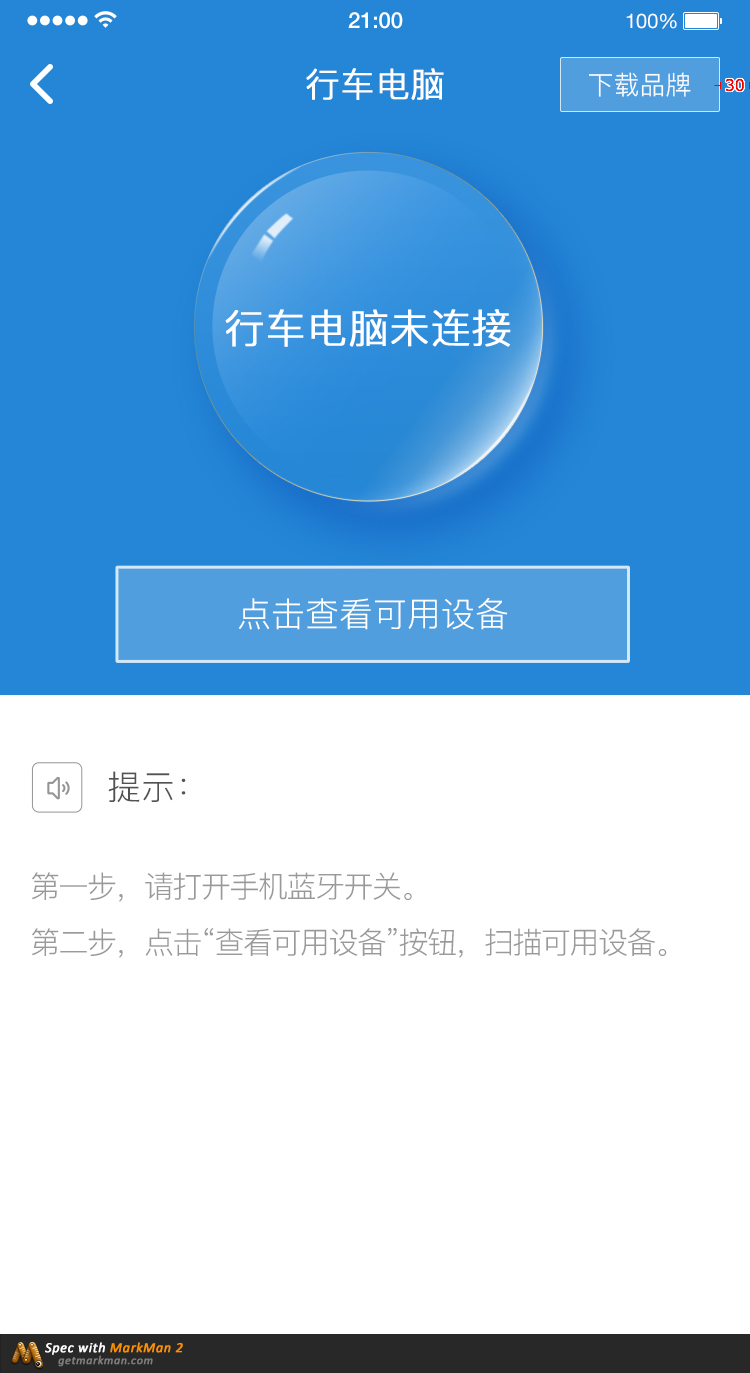 21:00
100%
行车电脑
下载品牌
30
行车电脑未连接
点击查看可用设备
提示：
第一步，请打开手机蓝牙开关。
第二步，点击“查看可用设备”按钮，扫描可用设备。
Spec with MarkMan 2
getmarkman.com